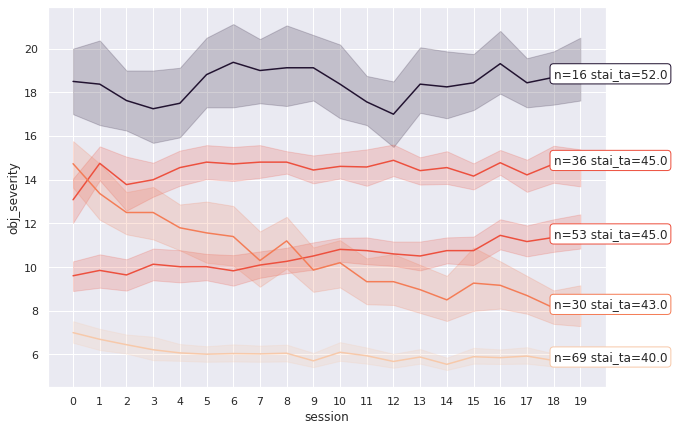 20
18
16
14
12
10
8
6
obj_severity
n=16 stai_ta=52.0
n=36 stai_ta=45.0
n=53 stai_ta=45.0
n=30 stai_ta=43.0
n=69 stai_ta=40.0
0 1 2 3 4 5 6 7 8 9 10 11 12 13 14 15 16 17 18 19
session